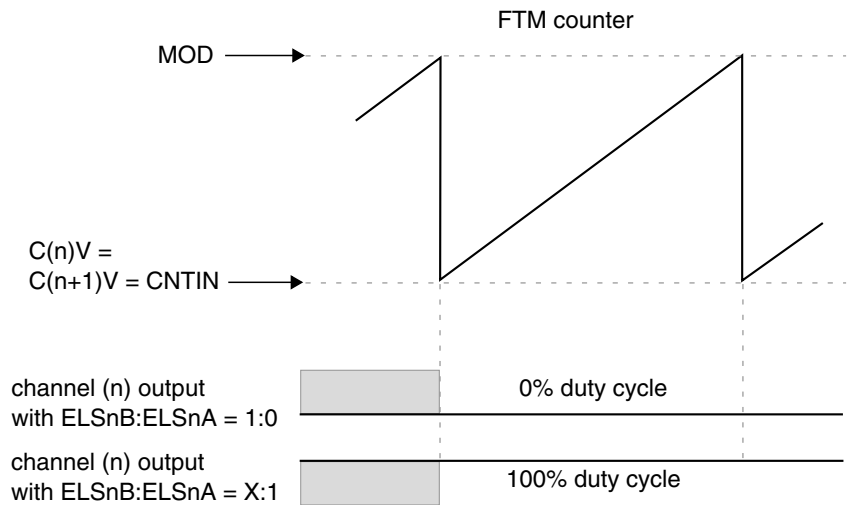 FTM counter
MOD
C(n)V =
C(n+1)V = CNTIN
channel (n) output
with ELSnB:ELSnA = 1:0
0% duty cycle
channel (n) output
with ELSnB:ELSnA = X:1
100% duty cycle